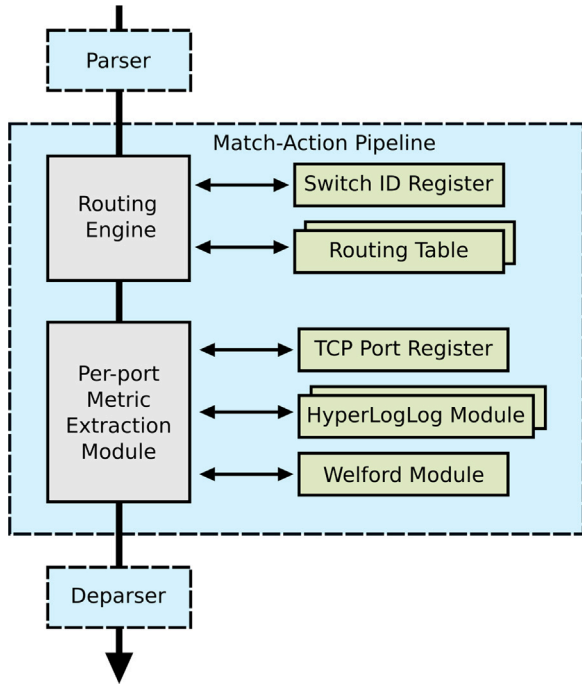 Parser
Match-Action Pipeline
Routing
Engine
Switch ID Register
Routing Table
Per-port
Metric
Extraction
Module
TCP Port Register
HyperLogLog Module
Welford Module
Deparser